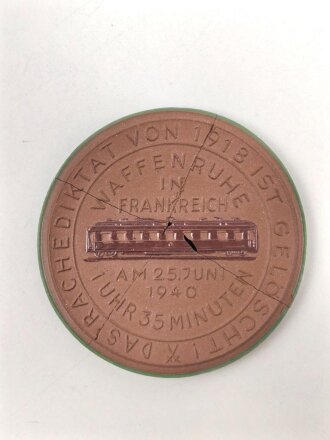 DAS RACHEDIKTAT VON 1918 IST GELÖSCHT!
WAFFENRUHE
IN
FRANKREICH
AM 25. JUNI
1940
1 UHR 35 MINUTEN